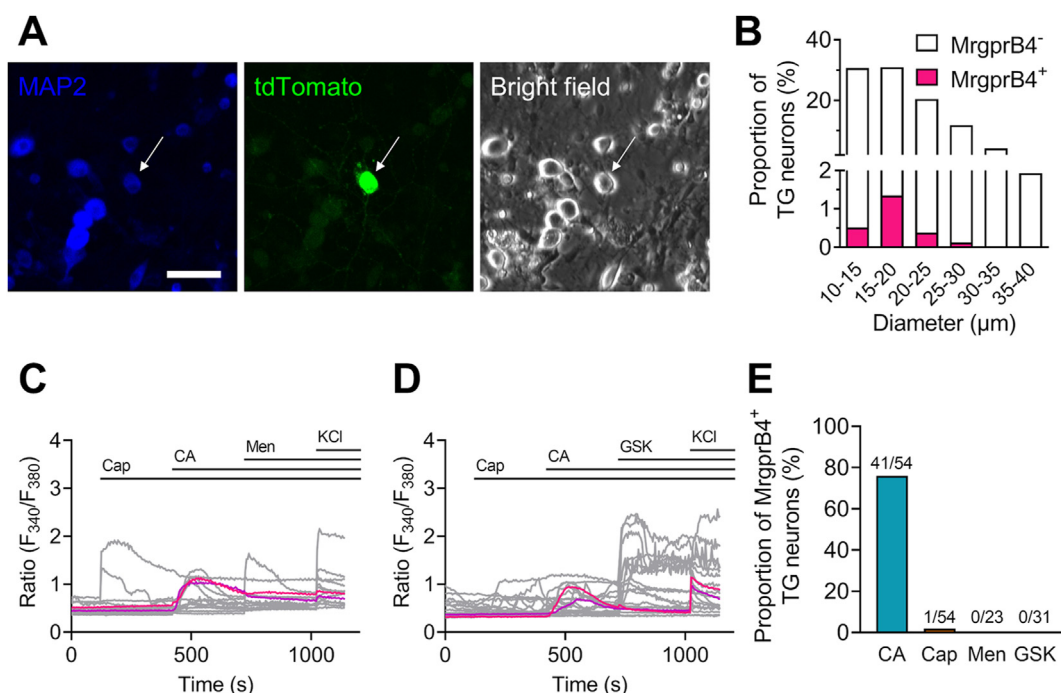 A
MAP2
tdTomato
Bright field
B
Proportion of
TG neurons (%)
40
20
2
1
0
MrgprB4⁻
MrgprB4⁺
10-15
15-20
20-25
25-30
30-35
35-40
Diameter (µm)
C
Ratio (F₃₄₀/F₃₈₀)
4
3
2
1
0
Cap
CA
Men
KCl
0
500
1000
Time (s)
D
Ratio (F₃₄₀/F₃₈₀)
4
3
2
1
0
Cap
CA
GSK
KCl
0
500
1000
Time (s)
E
Proportion of MrgprB4⁺
TG neurons (%)
100
80
60
40
20
0
41/54
1/54
0/23
0/31
CA
Cap
Men
GSK